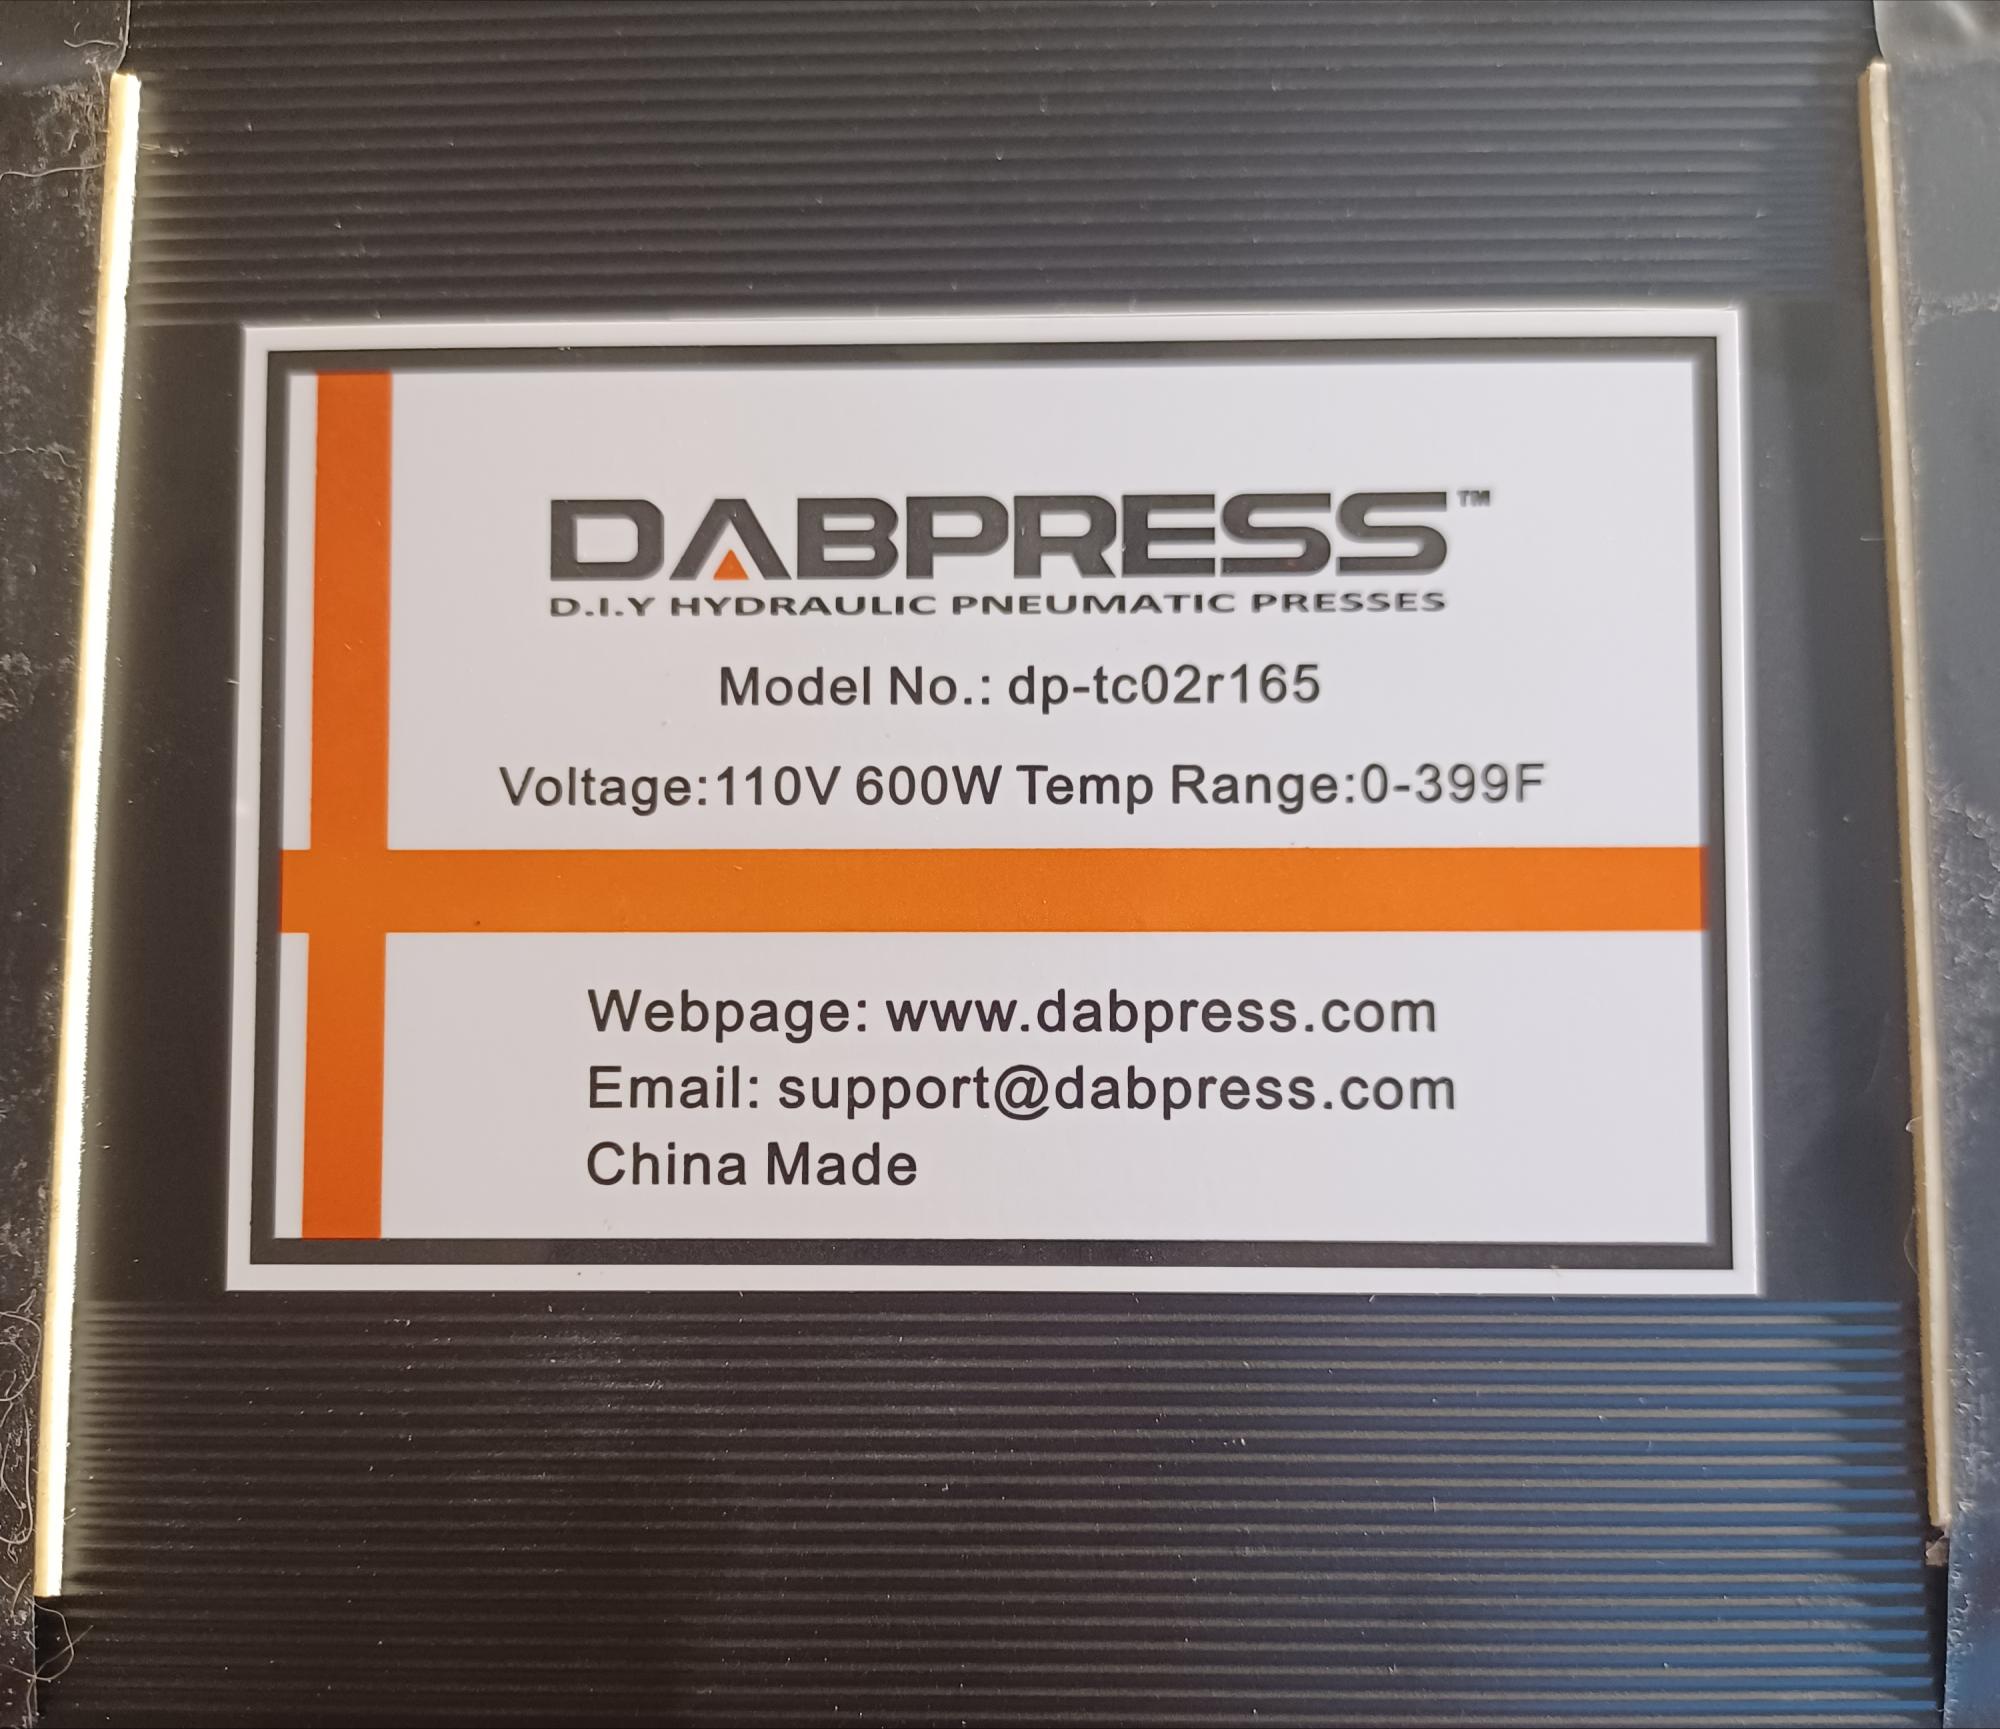 DABPRESS™
D.I.Y HYDRAULIC PNEUMATIC PRESSES
Model No.: dp-tc02r165
Voltage:110V 600W Temp Range:0-399F
Webpage: www.dabpress.com
Email: support@dabpress.com
China Made